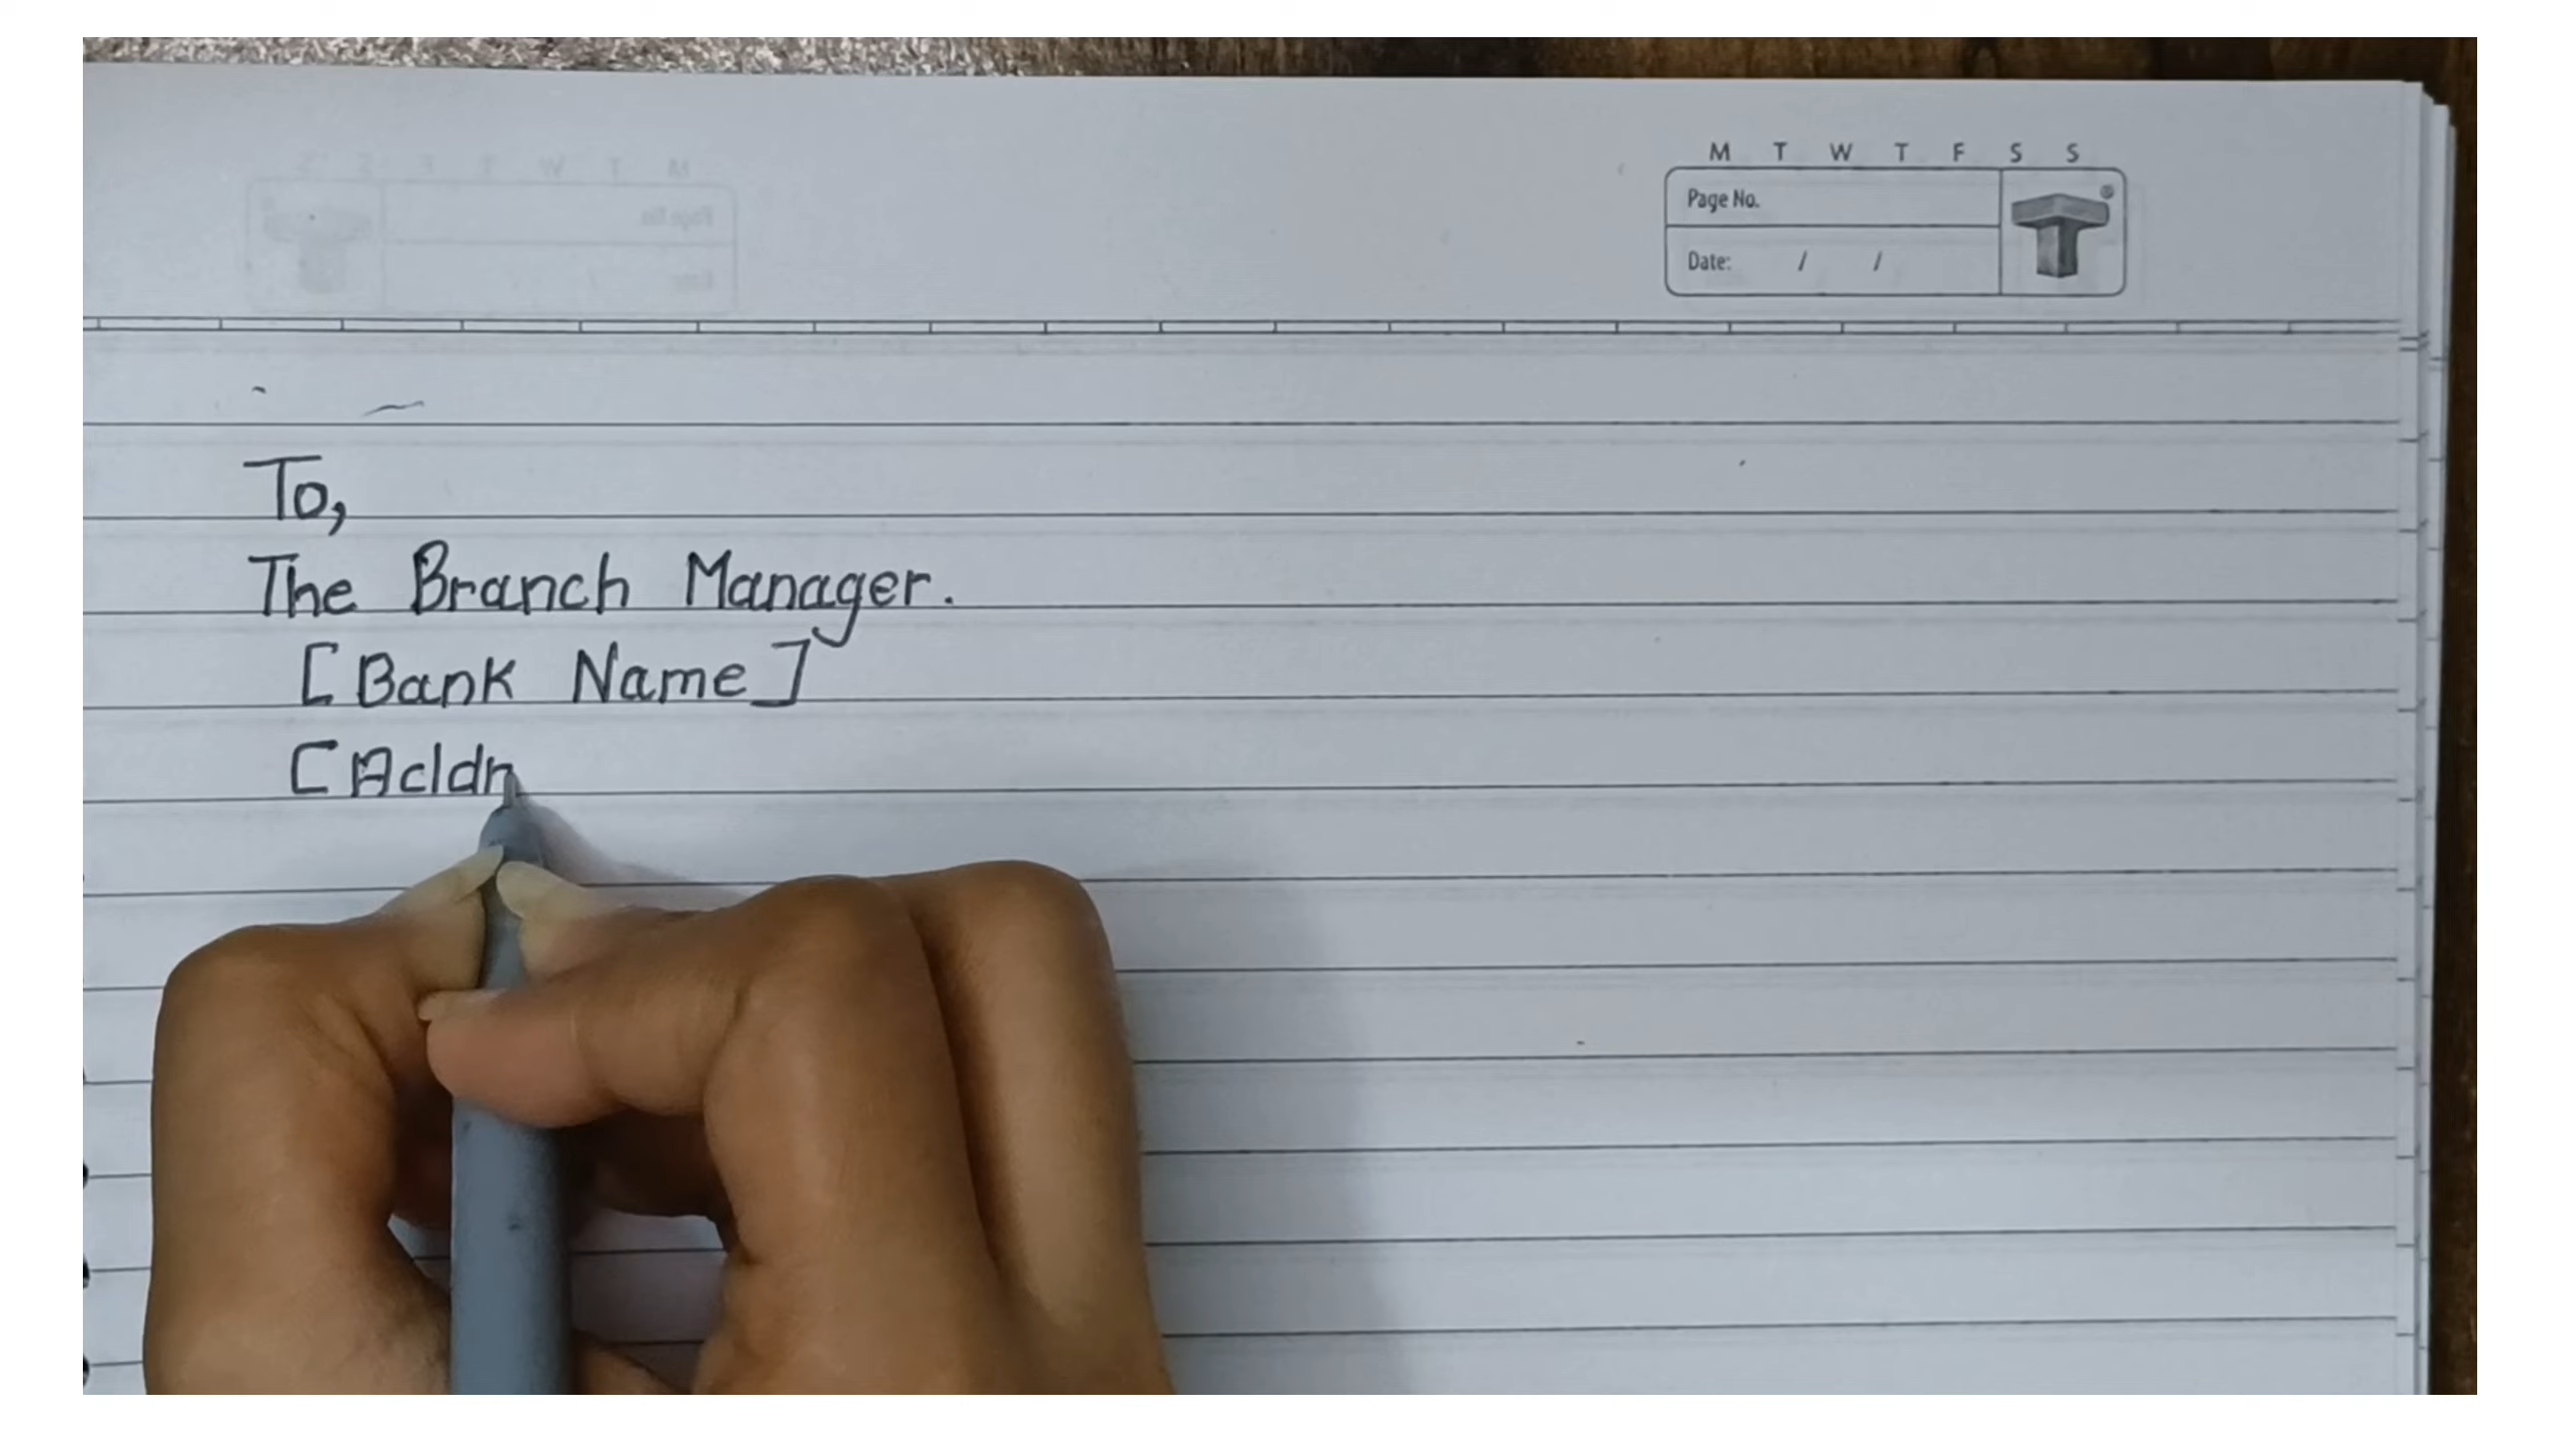 M T W T F S S
Page No.
Date: / /
To,
The Branch Manager.
[Bank Name]
[Addr